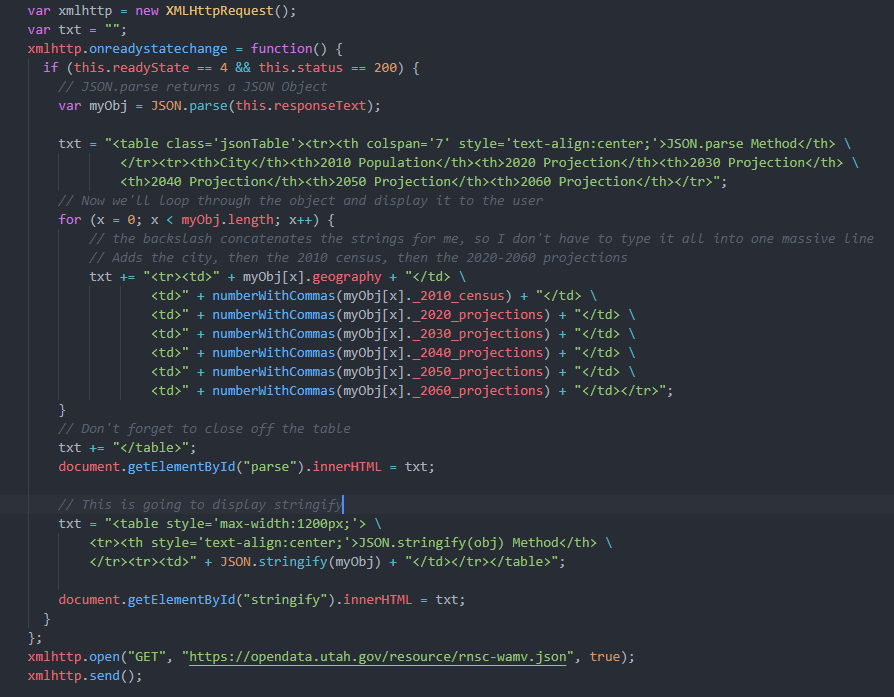 var xmlhttp = new XMLHttpRequest();
var txt = "";
xmlhttp.onreadystatechange = function() {
  if (this.readyState == 4 && this.status == 200) {
    // JSON.parse returns a JSON Object
    var myObj = JSON.parse(this.responseText);

    txt = "<table class='jsonTable'><tr><th colspan='7' style='text-align:center;'>JSON.parse Method</th> \
            </tr><tr><th>City</th><th>2010 Population</th><th>2020 Projection</th><th>2030 Projection</th> \
            <th>2040 Projection</th><th>2050 Projection</th><th>2060 Projection</th></tr>";
    // Now we'll loop through the object and display it to the user
    for (x = 0; x < myObj.length; x++) {
        // the backslash concatenates the strings for me, so I don't have to type it all into one massive line
        // Adds the city, then the 2010 census, then the 2020-2060 projections
        txt += "<tr><td>" + myObj[x].geography + "</td> \
                <td>" + numberWithCommas(myObj[x]._2010_census) + "</td> \
                <td>" + numberWithCommas(myObj[x]._2020_projections) + "</td> \
                <td>" + numberWithCommas(myObj[x]._2030_projections) + "</td> \
                <td>" + numberWithCommas(myObj[x]._2040_projections) + "</td> \
                <td>" + numberWithCommas(myObj[x]._2050_projections) + "</td> \
                <td>" + numberWithCommas(myObj[x]._2060_projections) + "</td></tr>";
    }
    // Don't forget to close off the table
    txt += "</table>";
    document.getElementById("parse").innerHTML = txt;

    // This is going to display stringify
    txt = "<table style='max-width:1200px;'> \
        <tr><th style='text-align:center;'>JSON.stringify(obj) Method</th> \
        </tr><tr><td>" + JSON.stringify(myObj) + "</td></tr></table>";

    document.getElementById("stringify").innerHTML = txt;
  }
};
xmlhttp.open("GET", "https://opendata.utah.gov/resource/rnsc-wamv.json", true);
xmlhttp.send();